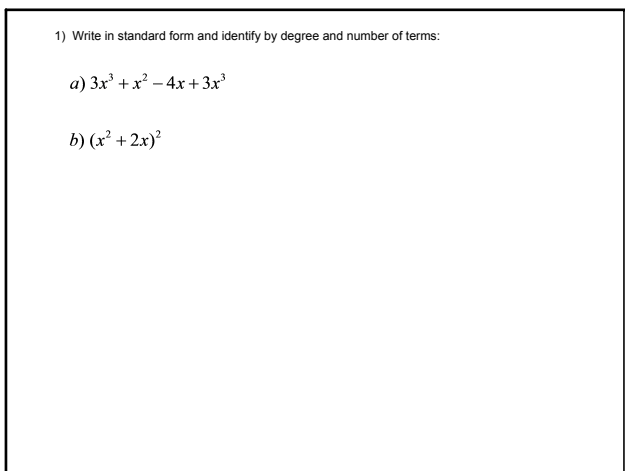 1) Write in standard form and identify by degree and number of terms:
a) 3x³ + x² − 4x + 3x³
b) (x² + 2x)²